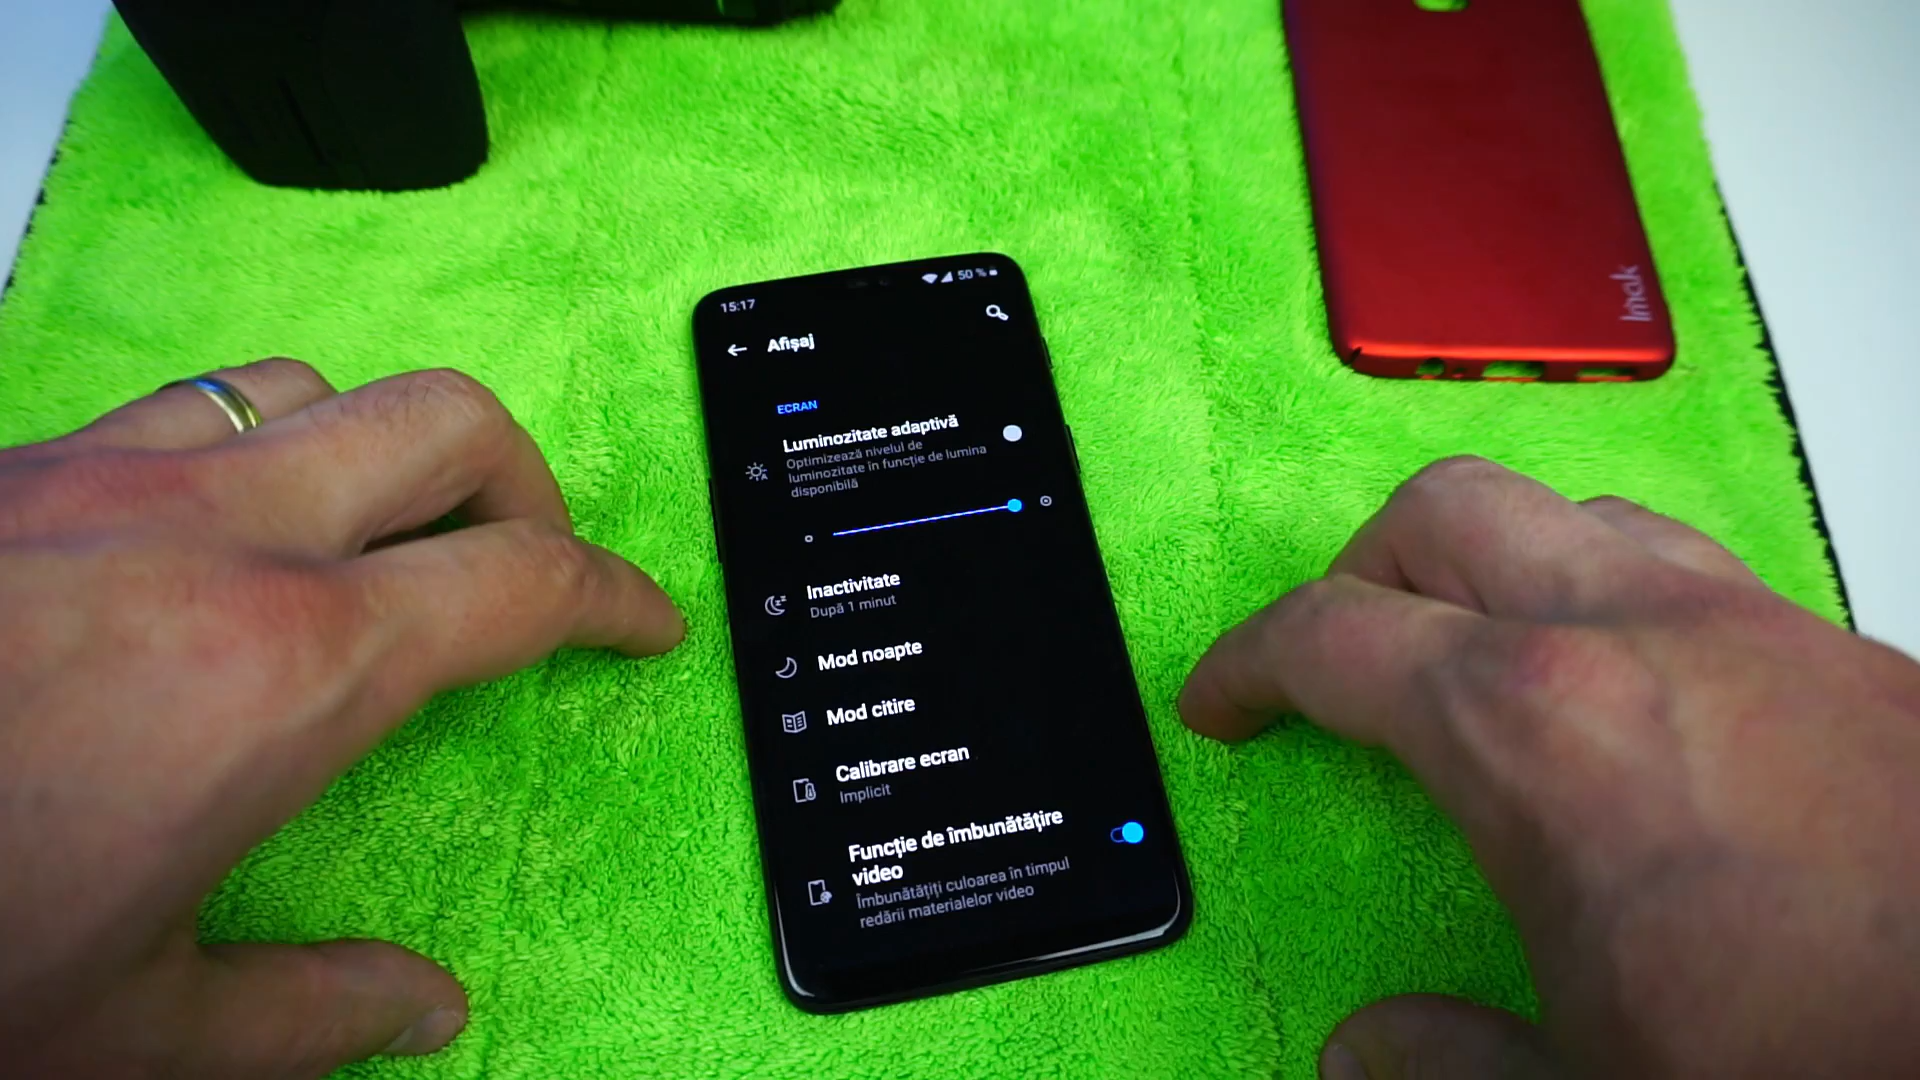 15:17
50 %
Afișaj
ECRAN
Luminozitate adaptivă
Optimizează nivelul de
luminozitate în funcție de lumina
disponibilă
Inactivitate
După 1 minut
Mod noapte
Mod citire
Calibrare ecran
Implicit
Funcție de îmbunătățire
video
Îmbunătățiți culoarea în timpul
redării materialelor video
Imak